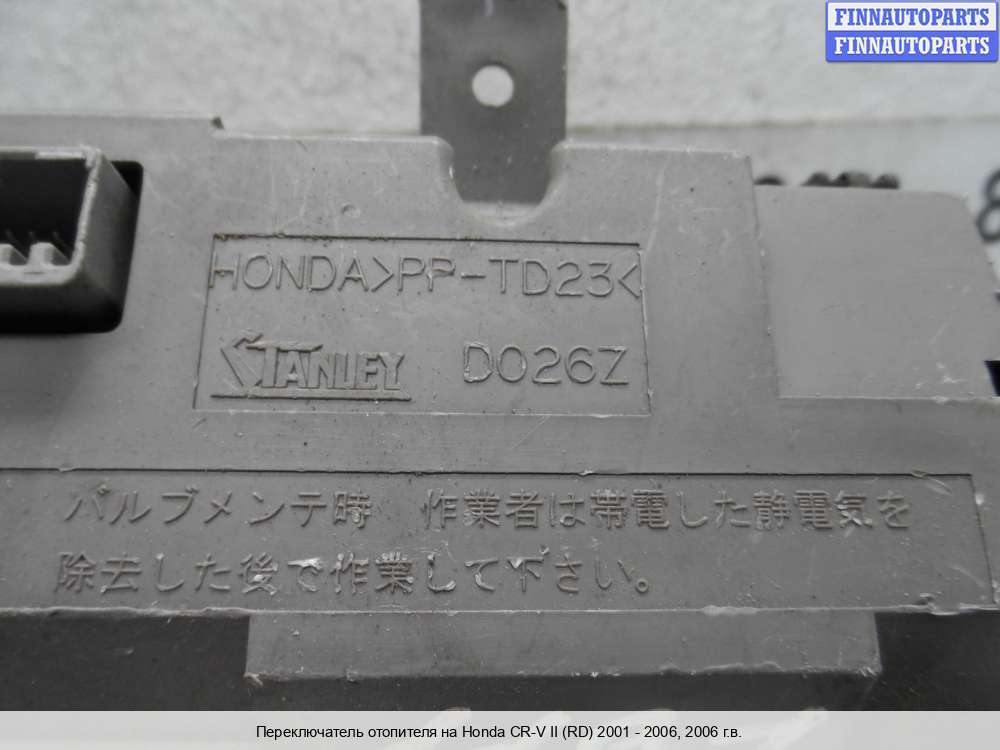 FINNAUTOPARTS
FINNAUTOPARTS
HONDA>PP-TD23<
STANLEY D026Z
バルブメンテ時 作業者は帯電した静電気を
除去した後で作業して下さい。
Переключатель отопителя на Honda CR-V II (RD) 2001 - 2006, 2006 г.в.